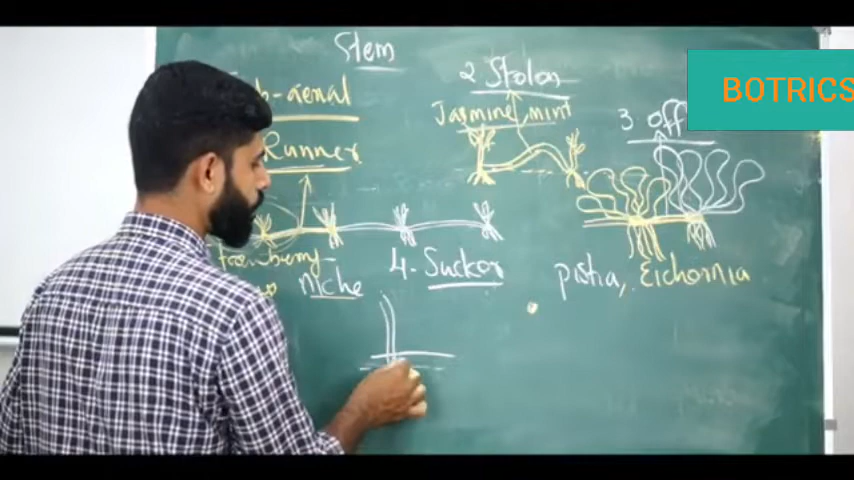 Stem
b-aerial
Runner
2 Stolon
Jasmine, mint
3 Off
BOTRICS
4. Sucker
niche
pistia, Eichornia